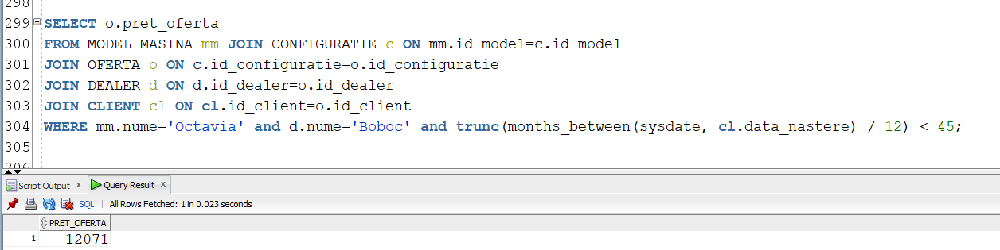 298
299 SELECT o.pret_oferta
300 FROM MODEL_MASINA mm JOIN CONFIGURATIE c ON mm.id_model=c.id_model
301 JOIN OFERTA o ON c.id_configuratie=o.id_configuratie
302 JOIN DEALER d ON d.id_dealer=o.id_dealer
303 JOIN CLIENT cl ON cl.id_client=o.id_client
304 WHERE mm.nume='Octavia' and d.nume='Boboc' and trunc(months_between(sysdate, cl.data_nastere) / 12) < 45;
305
306
Script Output x Query Result x
SQL | All Rows Fetched: 1 in 0.023 seconds
PRET_OFERTA
1 12071